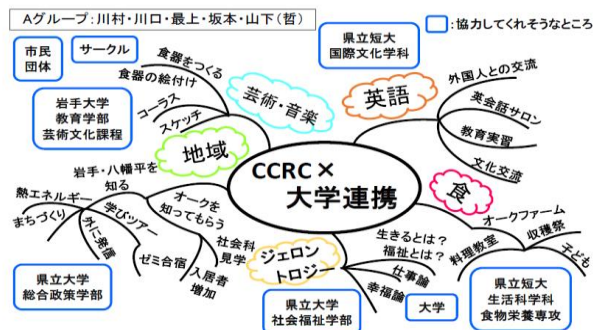 Aグループ：川村・川口・最上・坂本・山下（哲）
：協力してくれそうなところ
市民
団体
サークル
食器をつくる
食器の絵付け
コーラス
スケッチ
岩手大学
教育学部
芸術文化課程
芸術・音楽
県立短大
国際文化学科
英語
外国人との交流
英会話サロン
教育実習
文化交流
地域
CCRC×
大学連携
食
岩手・八幡平を
知る
熱エネルギー
まちづくり
外に発信
学びツアー
ゼミ合宿
オークを
知ってもらう
社会科
見学
入居者
増加
県立大学
総合政策学部
ジェロン
トロジー
生きるとは？
福祉とは？
仕事論
幸福論
県立大学
社会福祉学部
大学
オークファーム
収穫祭
子ども
料理教室
県立短大
生活科学科
食物栄養専攻